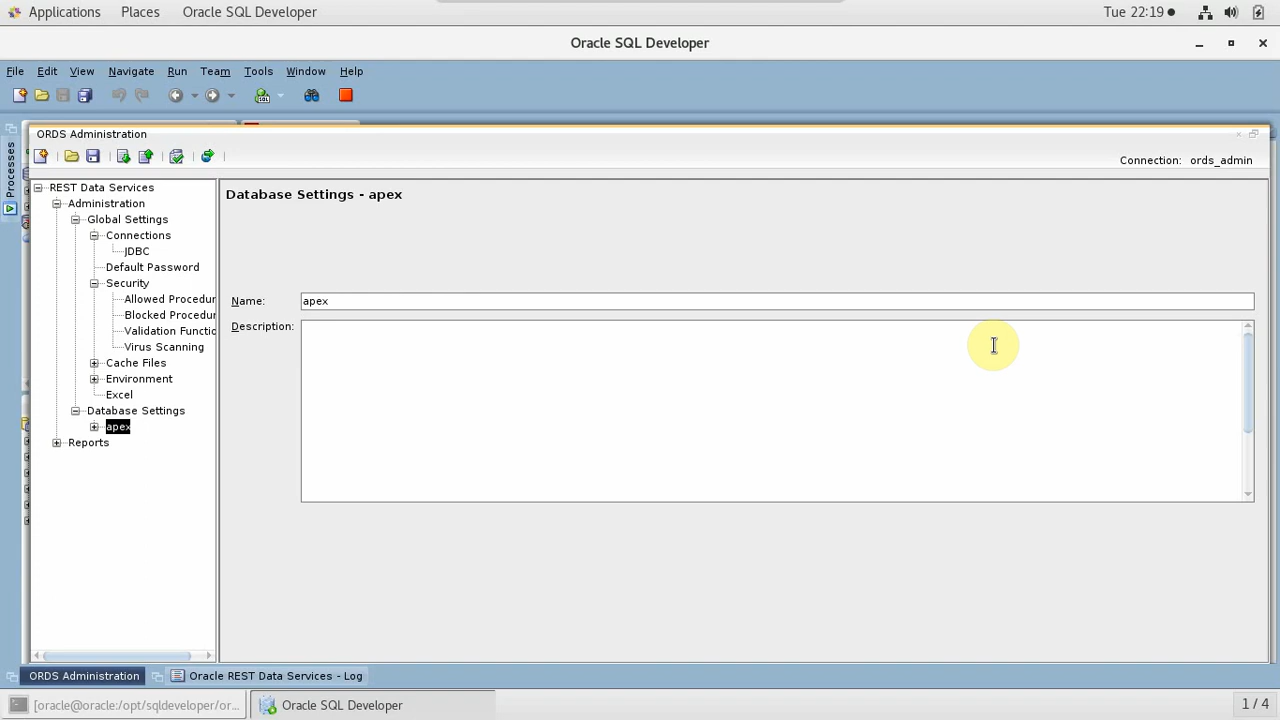 Applications Places Oracle SQL Developer Tue 22:19
Oracle SQL Developer
File Edit View Navigate Run Team Tools Window Help
ORDS Administration
Connection: ords_admin
Processes
REST Data Services
Administration
Global Settings
Connections
JDBC
Default Password
Security
Allowed Procedur
Blocked Procedu
Validation Functio
Virus Scanning
Cache Files
Environment
Excel
Database Settings
apex
Reports
Database Settings - apex
Name: apex
Description:
ORDS Administration Oracle REST Data Services - Log
[oracle@oracle:/opt/sqldeveloper/or... Oracle SQL Developer 1 / 4